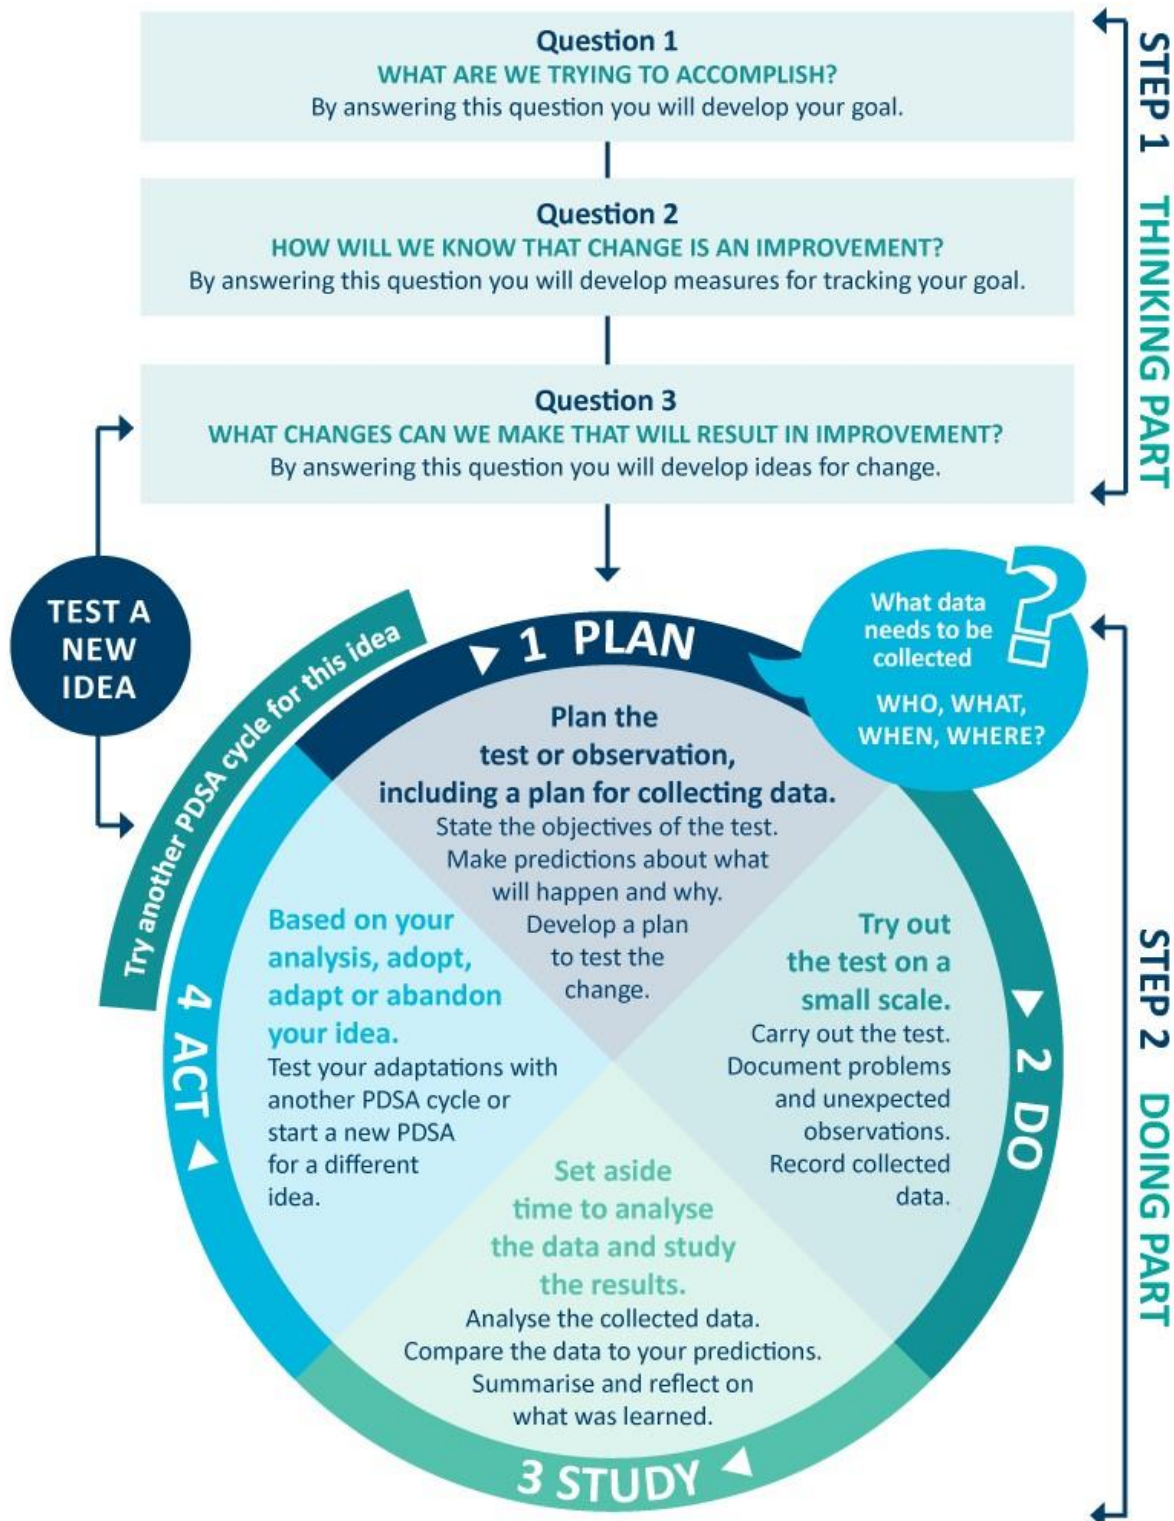 Question 1
WHAT ARE WE TRYING TO ACCOMPLISH?
By answering this question you will develop your goal.
STEP 1 THINKING PART
Question 2
HOW WILL WE KNOW THAT CHANGE IS AN IMPROVEMENT?
By answering this question you will develop measures for tracking your goal.
Question 3
WHAT CHANGES CAN WE MAKE THAT WILL RESULT IN IMPROVEMENT?
By answering this question you will develop ideas for change.
TEST A
NEW
IDEA
Try another PDSA cycle for this idea
1 PLAN
What data
needs to be
collected
?
WHO, WHAT,
WHEN, WHERE?
Plan the
test or observation,
including a plan for collecting data.
State the objectives of the test.
Make predictions about what
will happen and why.
Develop a plan
to test the
change.
STEP 2 DOING PART
2 DO
Try out
the test on a
small scale.
Carry out the test.
Document problems
and unexpected
observations.
Record collected
data.
3 STUDY
Set aside
time to analyse
the data and study
the results.
Analyse the collected data.
Compare the data to your predictions.
Summarise and reflect on
what was learned.
4 ACT
Based on your
analysis, adopt,
adapt or abandon
your idea.
Test your adaptations with
another PDSA cycle or
start a new PDSA
for a different
idea.